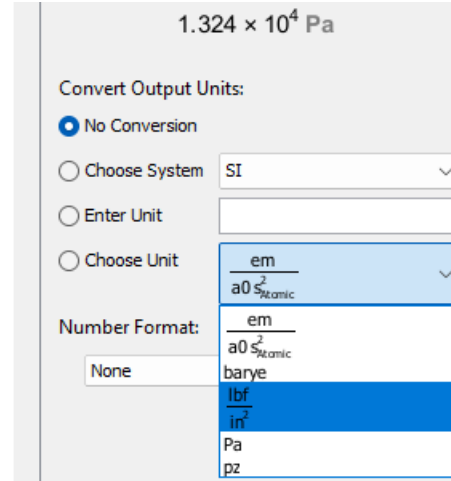 1.324 × 10⁴ Pa
Convert Output Units:
No Conversion
Choose System SI
Enter Unit
Choose Unit em
a0 s²Atomic
em
a0 s²Atomic
Number Format:
None
barye
lbf
in²
Pa
pz